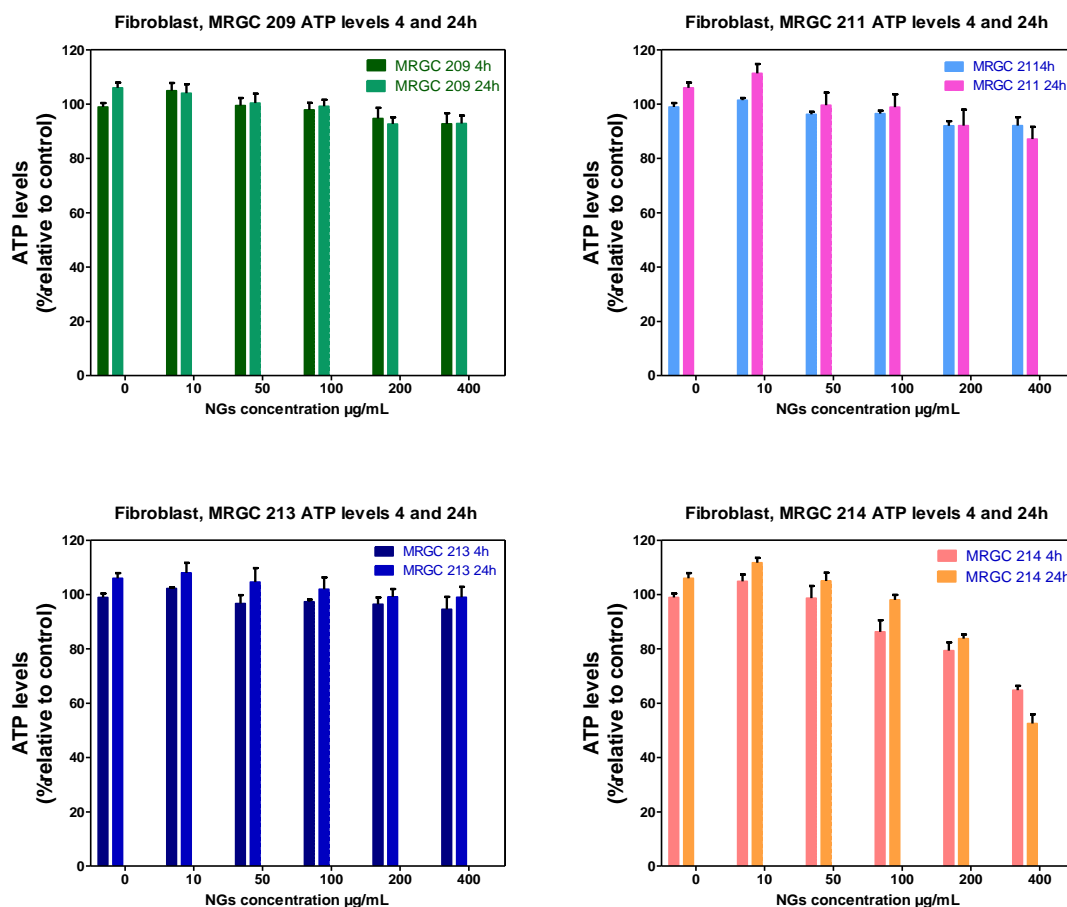 Fibroblast, MRGC 209 ATP levels 4 and 24h
120
100
80
60
40
20
0
ATP levels
(%relative to control)
MRGC 209 4h
MRGC 209 24h
0 10 50 100 200 400
NGs concentration µg/mL
Fibroblast, MRGC 211 ATP levels 4 and 24h
120
100
80
60
40
20
0
ATP levels
(%relative to control)
MRGC 2114h
MRGC 211 24h
0 10 50 100 200 400
NGs concentration µg/mL
Fibroblast, MRGC 213 ATP levels 4 and 24h
120
100
80
60
40
20
0
ATP levels
(%relative to control)
MRGC 213 4h
MRGC 213 24h
0 10 50 100 200 400
NGs concentration µg/mL
Fibroblast, MRGC 214 ATP levels 4 and 24h
120
100
80
60
40
20
0
ATP levels
(%relative to control)
MRGC 214 4h
MRGC 214 24h
0 10 50 100 200 400
NGs concentration µg/mL